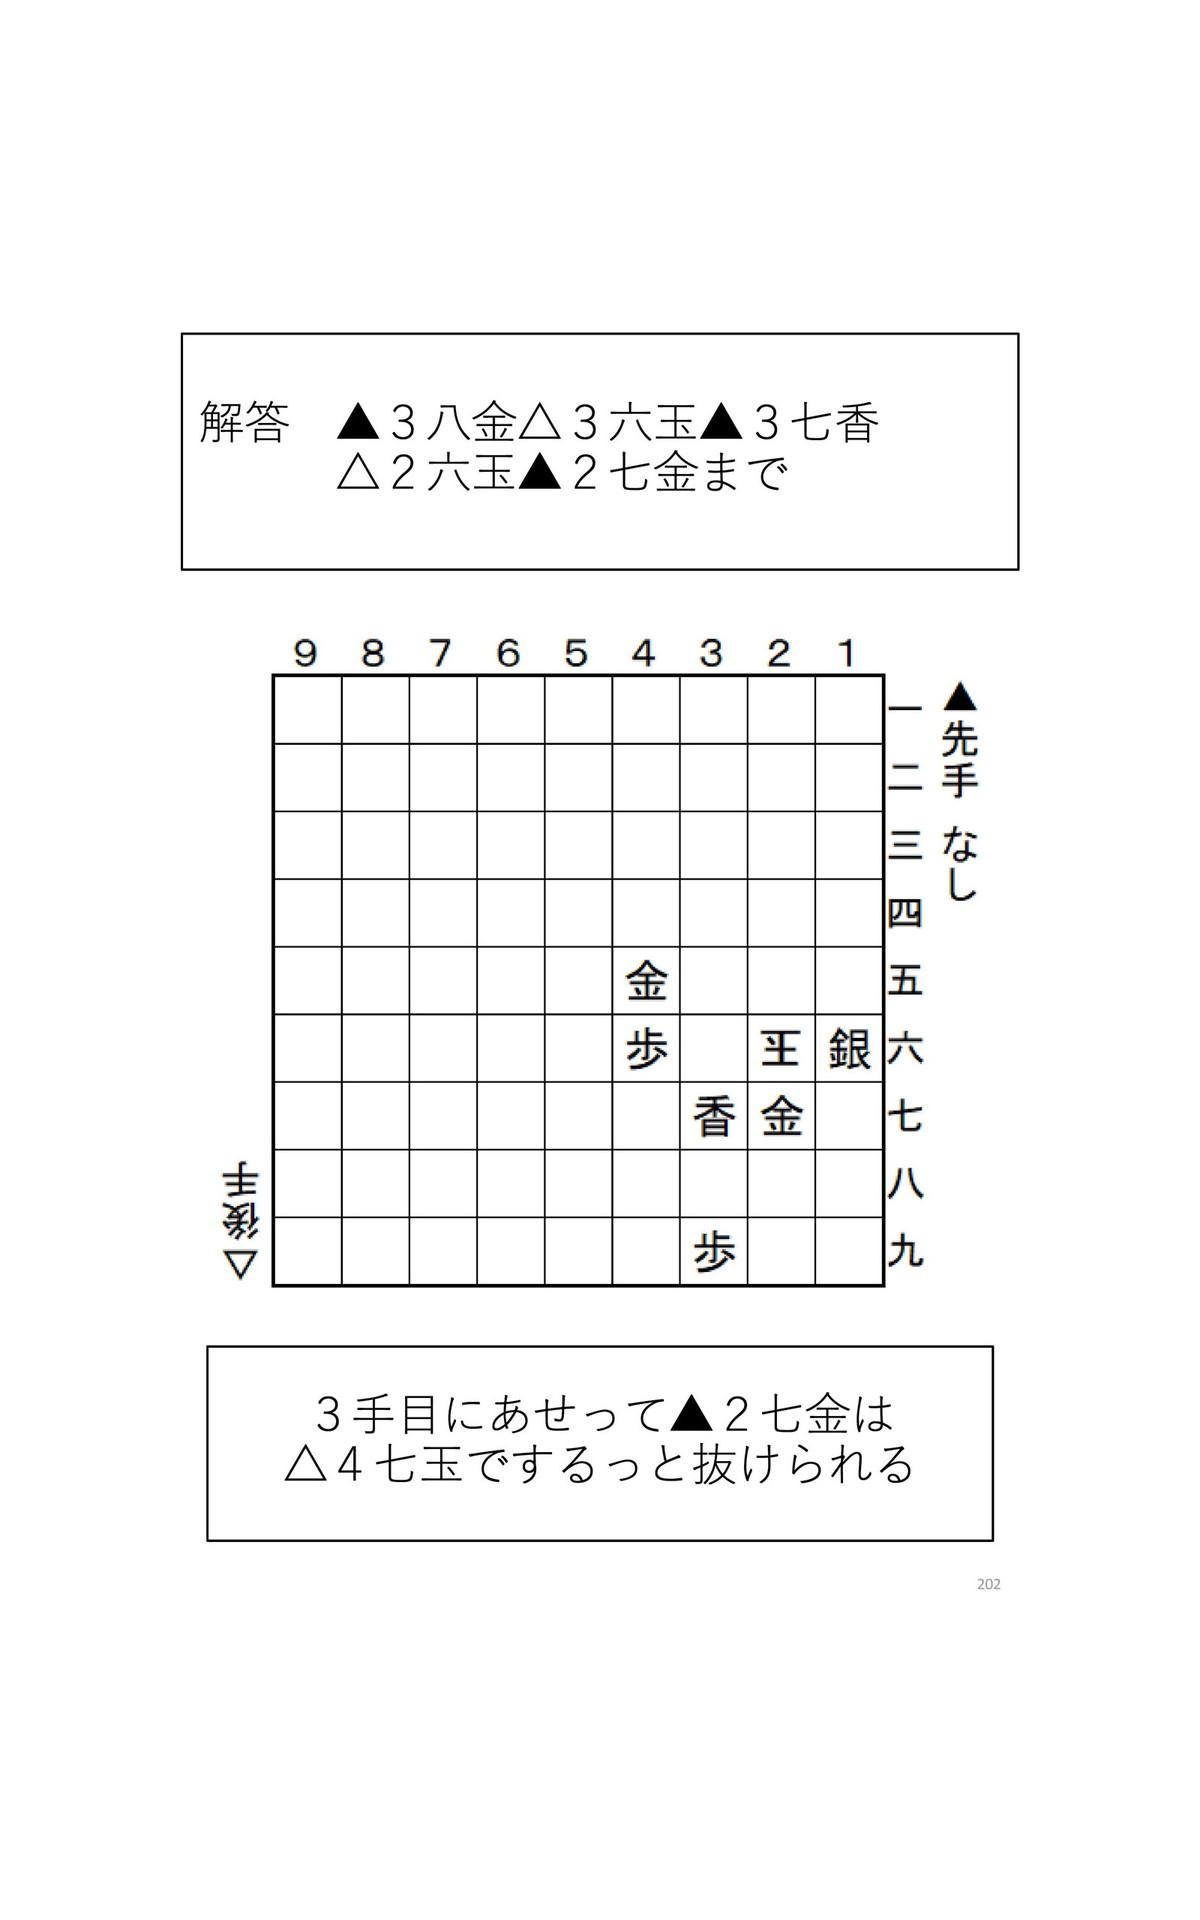 解答　▲３八金△３六玉▲３七香
△２六玉▲２七金まで
9 8 7 6 5 4 3 2 1
一
二
三
四
五
六
七
八
九
▲先手 なし
金
歩 王 銀
香 金
歩
△後手
３手目にあせって▲２七金は
△４七玉でするっと抜けられる
202